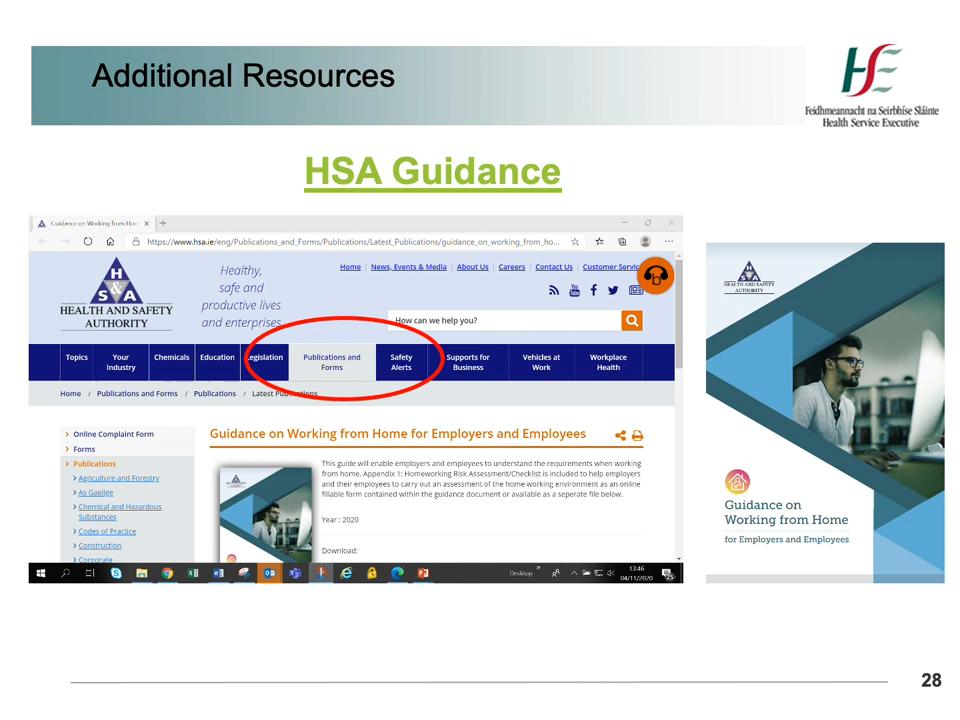 Additional Resources
HSE
Feidhmeannacht na Seirbhíse Sláinte
Health Service Executive
HSA Guidance
Guidance on Working from Hom
https://www.hsa.ie/eng/Publications_and_Forms/Publications/Latest_Publications/guidance_on_working_from_ho...
H
S A
HEALTH AND SAFETY
AUTHORITY
Healthy,
safe and
productive lives
and enterprises
Home | News, Events & Media | About Us | Careers | Contact Us | Customer Servic
You
Tube
b
How can we help you?
Topics
Your
Industry
Chemicals
Education
egislation
Publications and
Forms
Safety
Alerts
Supports for
Business
Vehicles at
Work
Workplace
Health
Home / Publications and Forms / Publications / Latest Publications
Online Complaint Form
Forms
Publications
Agriculture and Forestry
As Gaeilge
Chemical and Hazardous
Substances
Codes of Practice
Construction
Corporate
Guidance on Working from Home for Employers and Employees
This guide will enable employers and employees to understand the requirements when working
from home. Appendix 1: Homeworking Risk Assessment/Checklist is included to help employers
and their employees to carry out an assessment of the home working environment as an online
fillable form contained within the guidance document or available as a seperate file below.
Year : 2020
Download:
Desktop
13:46
04/11/2020
H
S A
HEALTH AND SAFETY
AUTHORITY
Guidance on
Working from Home
for Employers and Employees
28